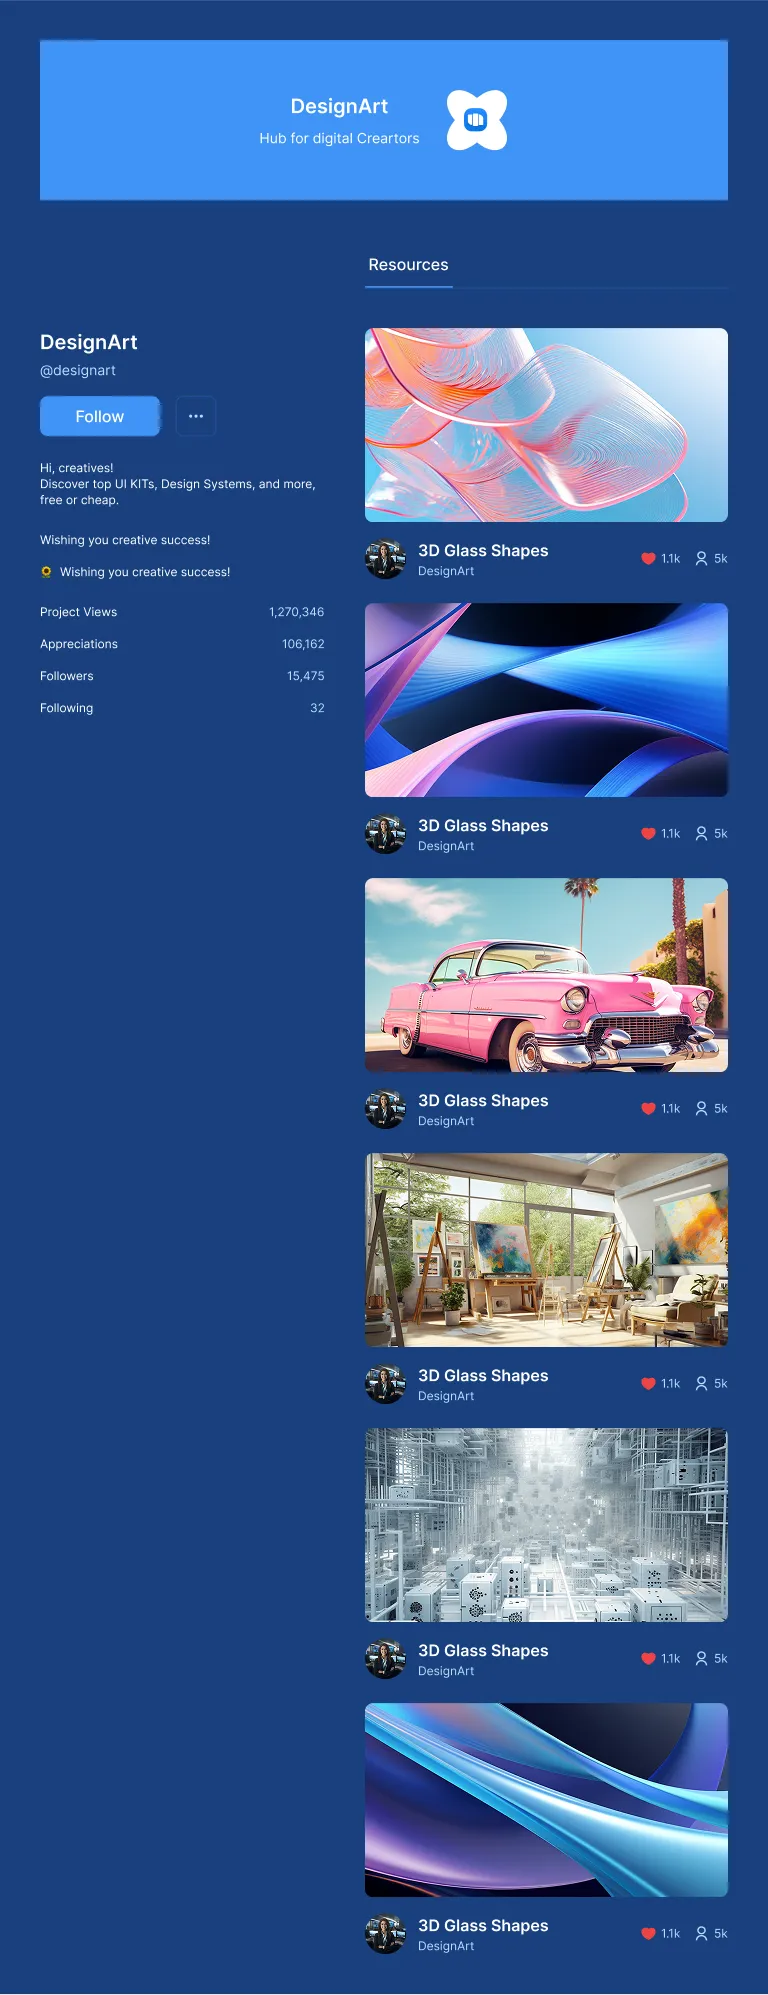 DesignArt
Hub for digital Creartors
Resources
DesignArt
@designart
Follow
Hi, creatives!
Discover top UI KITs, Design Systems, and more,
free or cheap.
Wishing you creative success!
🌻 Wishing you creative success!
Project Views 1,270,346
Appreciations 106,162
Followers 15,475
Following 32
3D Glass Shapes
DesignArt
1.1k 5k
3D Glass Shapes
DesignArt
1.1k 5k
3D Glass Shapes
DesignArt
1.1k 5k
3D Glass Shapes
DesignArt
1.1k 5k
3D Glass Shapes
DesignArt
1.1k 5k
3D Glass Shapes
DesignArt
1.1k 5k